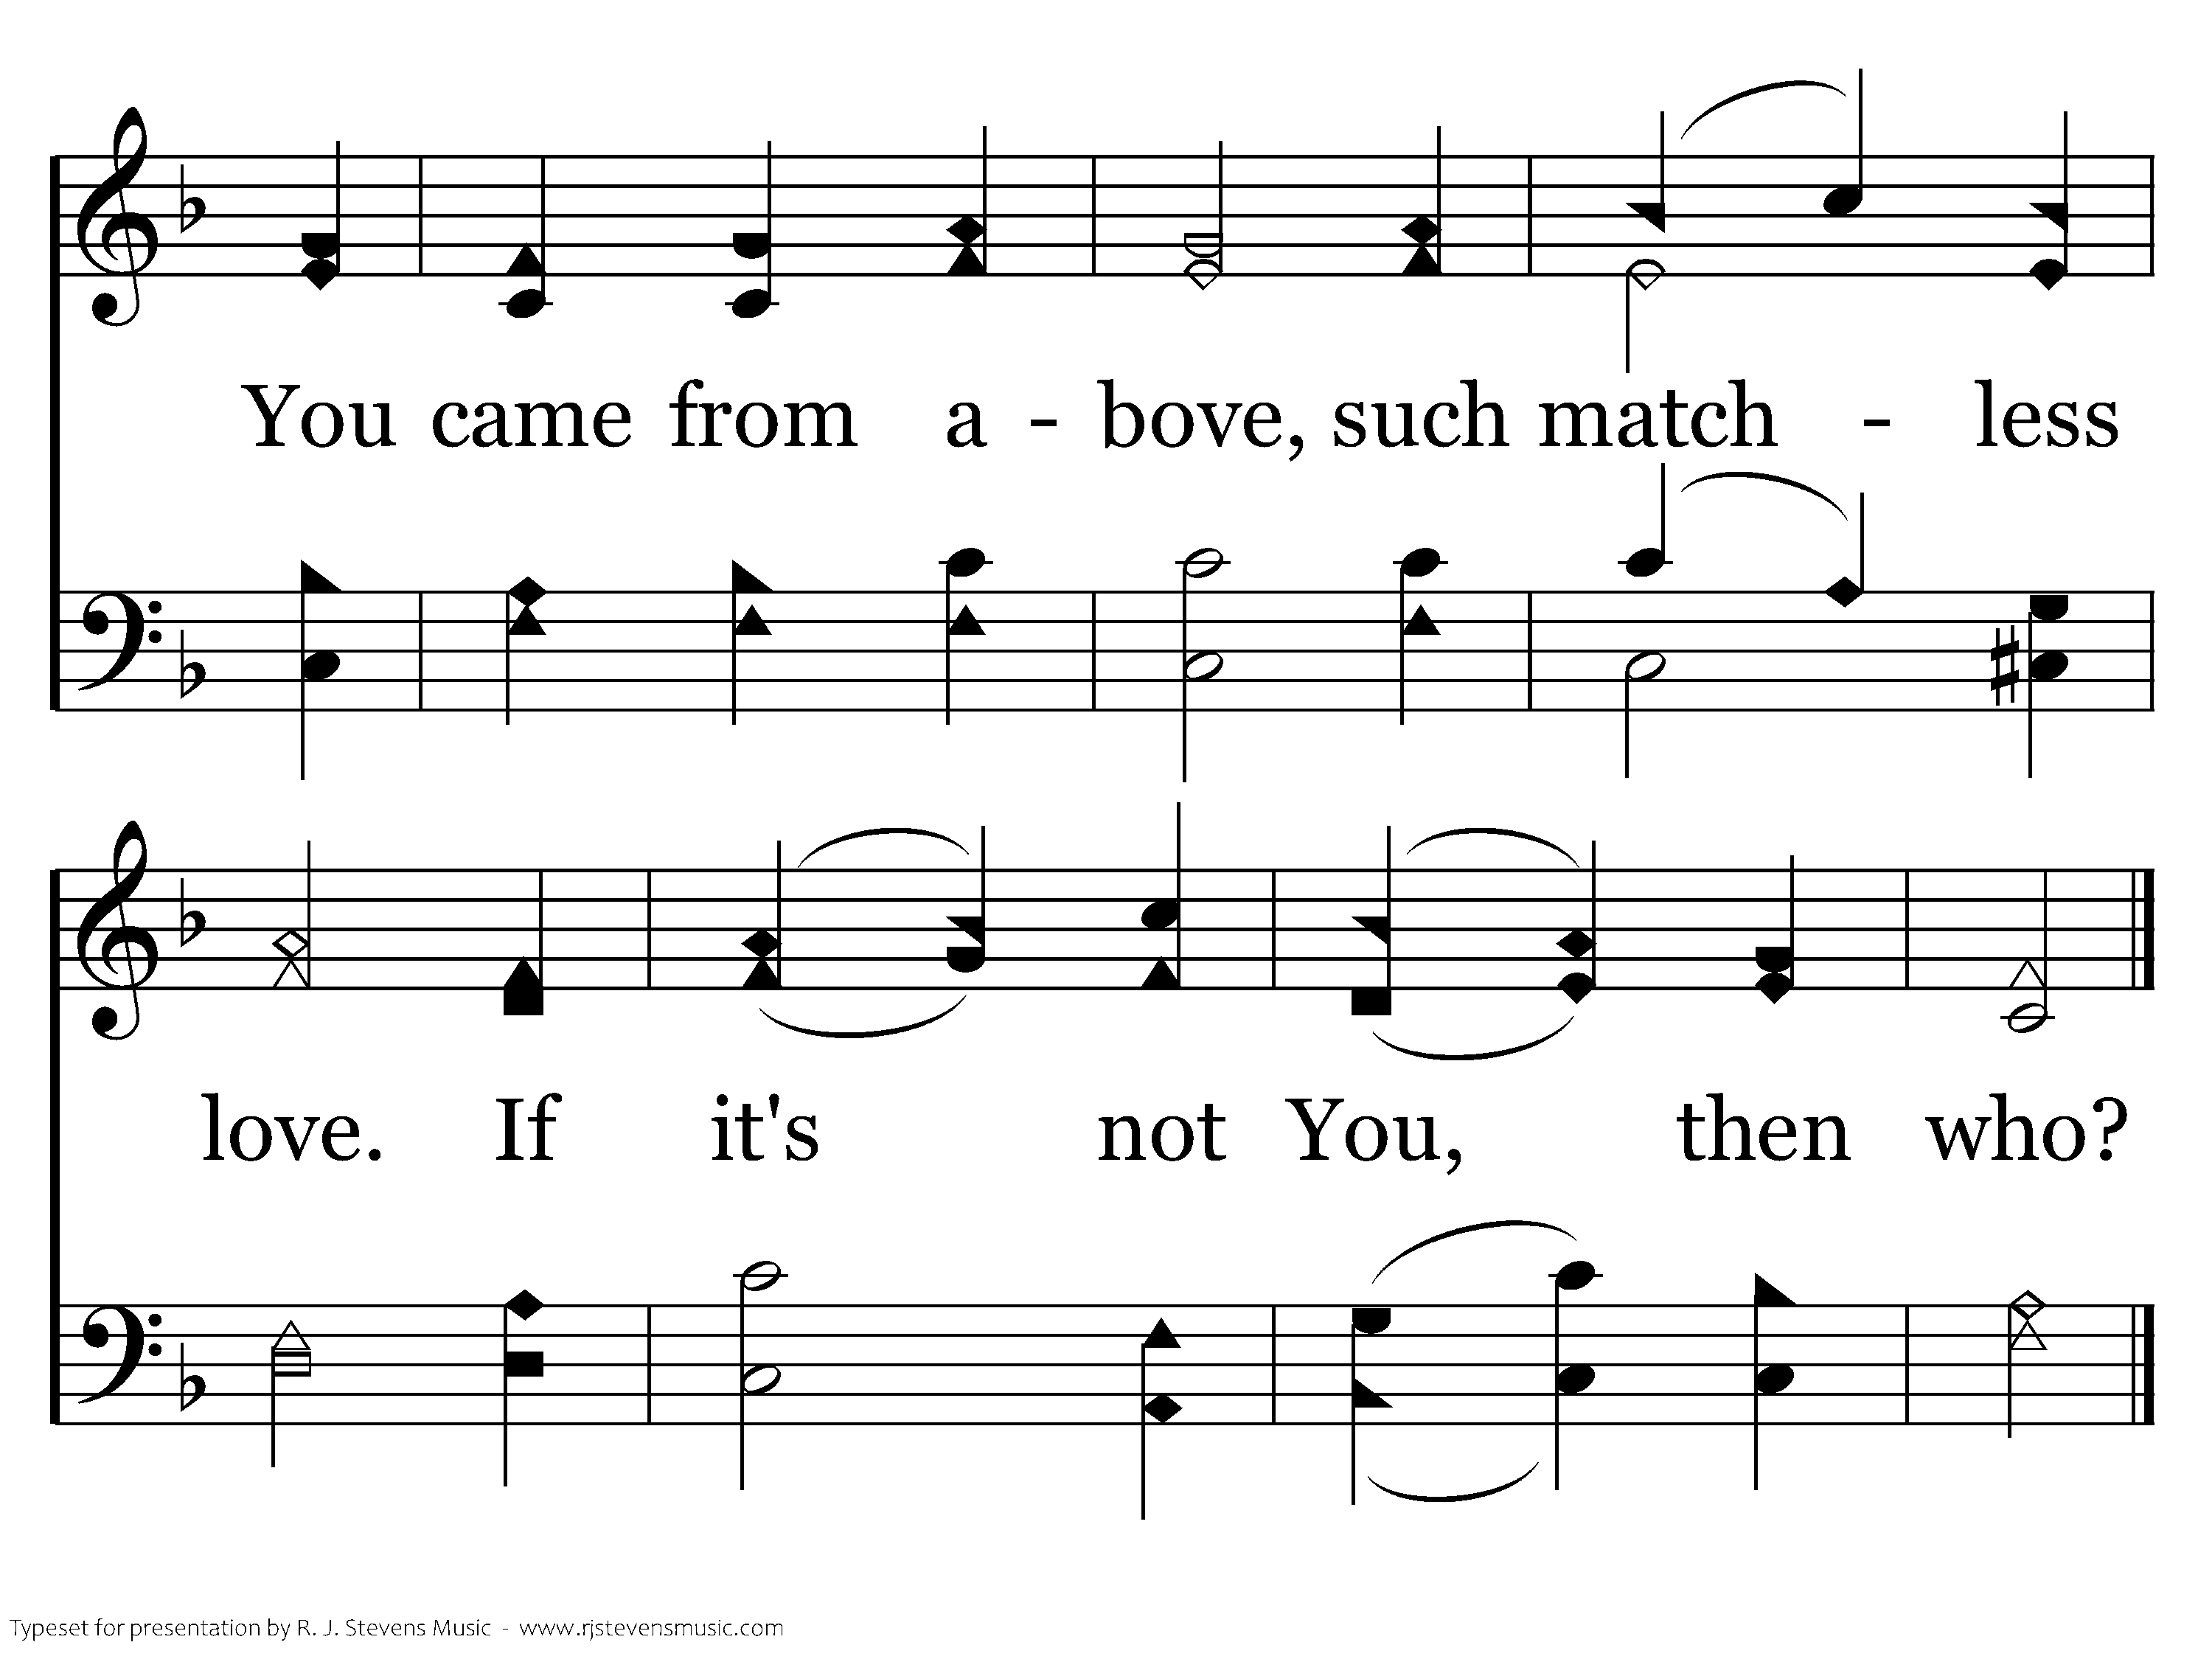 You came from a - bove, such match - less
love. If it's not You, then who?
Typeset for presentation by R. J. Stevens Music - www.rjstevensmusic.com